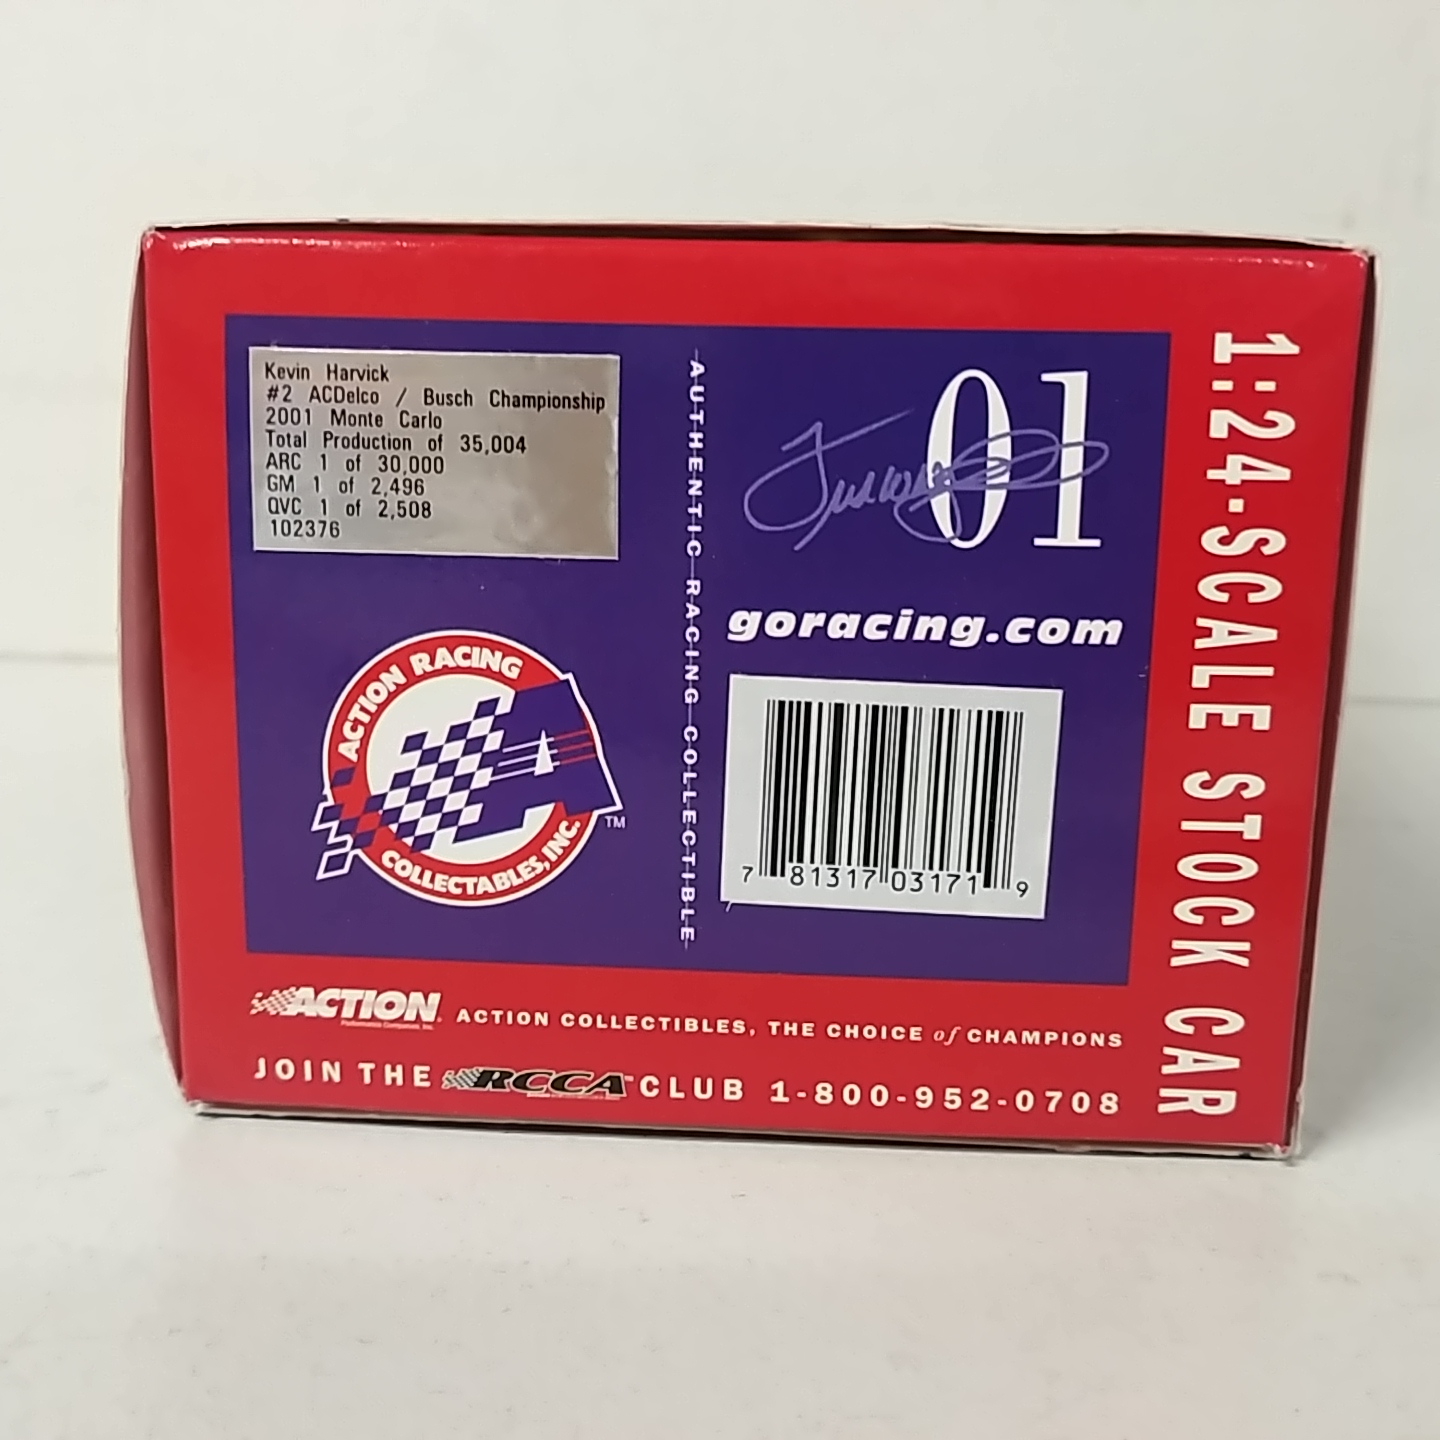 Kevin Harvick
#2 ACDelco / Busch Championship
2001 Monte Carlo
Total Production of 35,004
ARC 1 of 30,000
GM 1 of 2,496
QVC 1 of 2,508
102376
AUTHENTIC RACING COLLECTIBLE
01
goracing.com
ACTION RACING
COLLECTABLES, INC.
TM
7 81317 03171 9
1:24-SCALE STOCK CAR
ACTION
ACTION COLLECTIBLES, THE CHOICE of CHAMPIONS
JOIN THE RCCA CLUB 1-800-952-0708